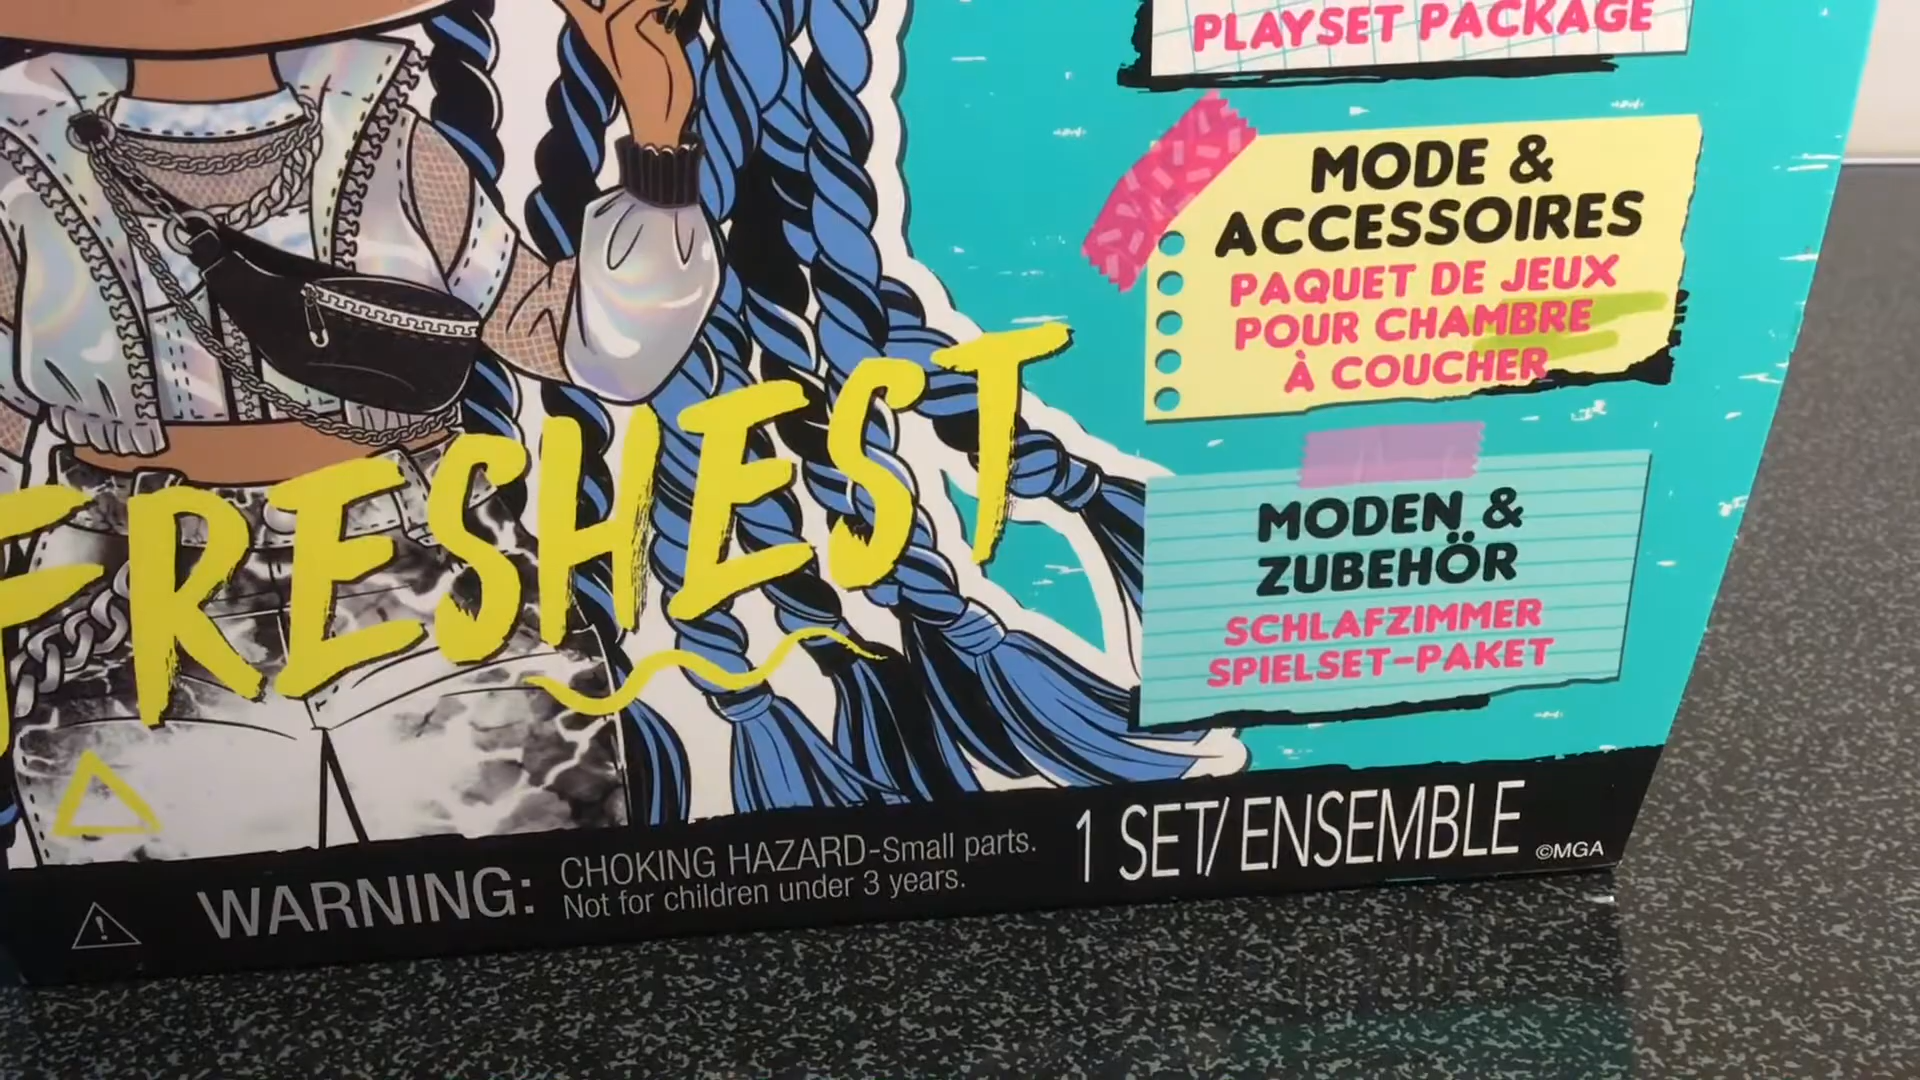 PLAYSET PACKAGE
MODE &
ACCESSOIRES
PAQUET DE JEUX
POUR CHAMBRE
À COUCHER
FRESHEST
MODEN &
ZUBEHÖR
SCHLAFZIMMER
SPIELSET-PAKET
WARNING:
CHOKING HAZARD-Small parts.
Not for children under 3 years.
1 SET/ENSEMBLE
©MGA